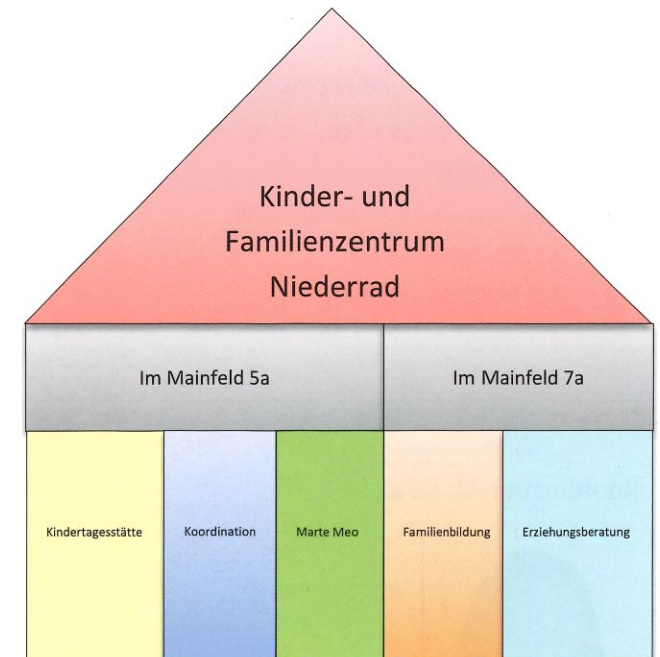 Kinder- und
Familienzentrum
Niederrad
Im Mainfeld 5a
Im Mainfeld 7a
Kindertagesstätte
Koordination
Marte Meo
Familienbildung
Erziehungsberatung